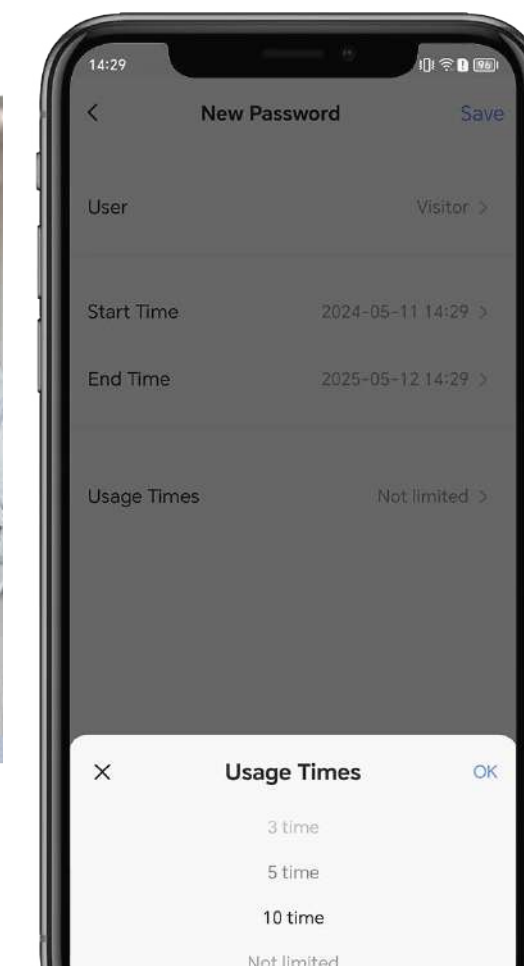 14:29
96
New Password
Save
User
Visitor
Start Time
2024-05-11 14:29
End Time
2025-05-12 14:29
Usage Times
Not limited
Usage Times
OK
3 time
5 time
10 time
Not limited